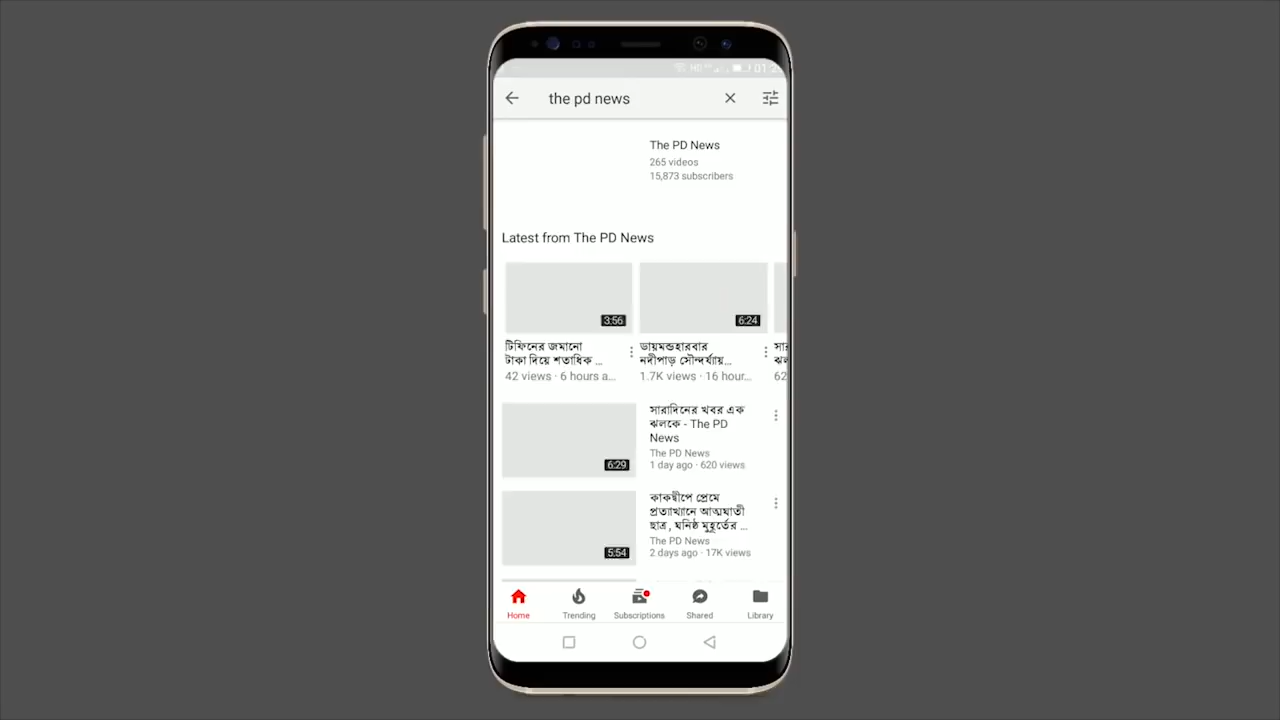 the pd news
The PD News
265 videos
15,873 subscribers
Latest from The PD News
3:56
6:24
টিফিনের জমানো
টাকা দিয়ে শতাধিক ...
42 views · 6 hours a...
ডায়মন্ডহারবার
নদীপাড় সৌন্দর্য্যায়...
1.7K views · 16 hour...
62
6:29
সারাদিনের খবর এক
ঝলকে - The PD
News
The PD News
1 day ago · 620 views
5:54
কাকদ্বীপে প্রেমে
প্রত্যাখ্যানে আত্মঘাতী
ছাত্র, ঘনিষ্ঠ মুহূর্তের ...
The PD News
2 days ago · 17K views
Home
Trending
Subscriptions
Shared
Library